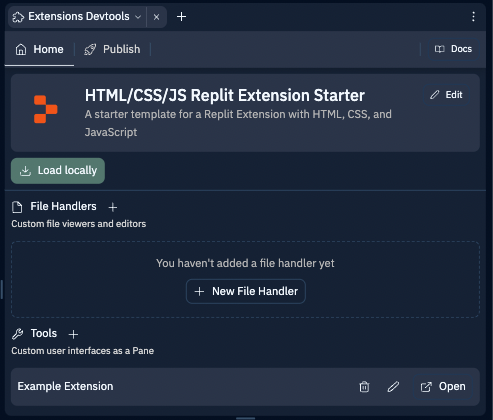 Extensions Devtools
Home Publish Docs
HTML/CSS/JS Replit Extension Starter
Edit
A starter template for a Replit Extension with HTML, CSS, and
JavaScript
Load locally
File Handlers
Custom file viewers and editors
You haven't added a file handler yet
New File Handler
Tools
Custom user interfaces as a Pane
Example Extension Open